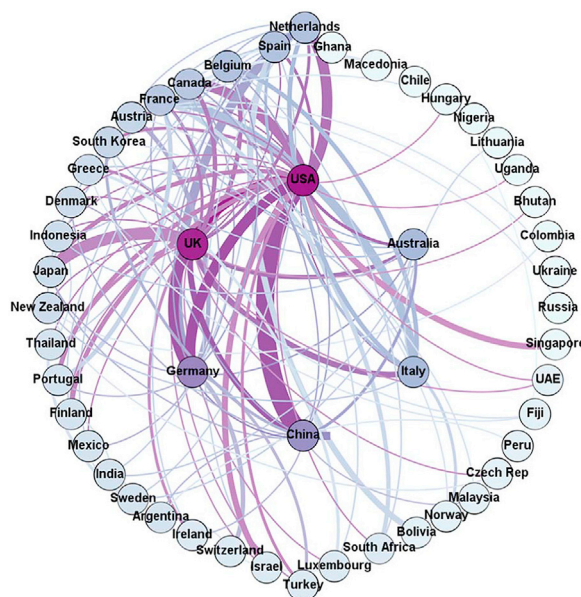 Netherlands
Spain
Ghana
Belgium
Macedonia
Canada
Chile
France
Hungary
Austria
Nigeria
South Korea
Lithuania
Greece
USA
Uganda
Denmark
Bhutan
Indonesia
UK
Australia
Colombia
Japan
Ukraine
New Zealand
Russia
Thailand
Singapore
Portugal
Germany
Italy
UAE
Finland
Fiji
Mexico
China
Peru
India
Czech Rep
Sweden
Malaysia
Argentina
Norway
Ireland
Bolivia
Switzerland
South Africa
Israel
Luxembourg
Turkey